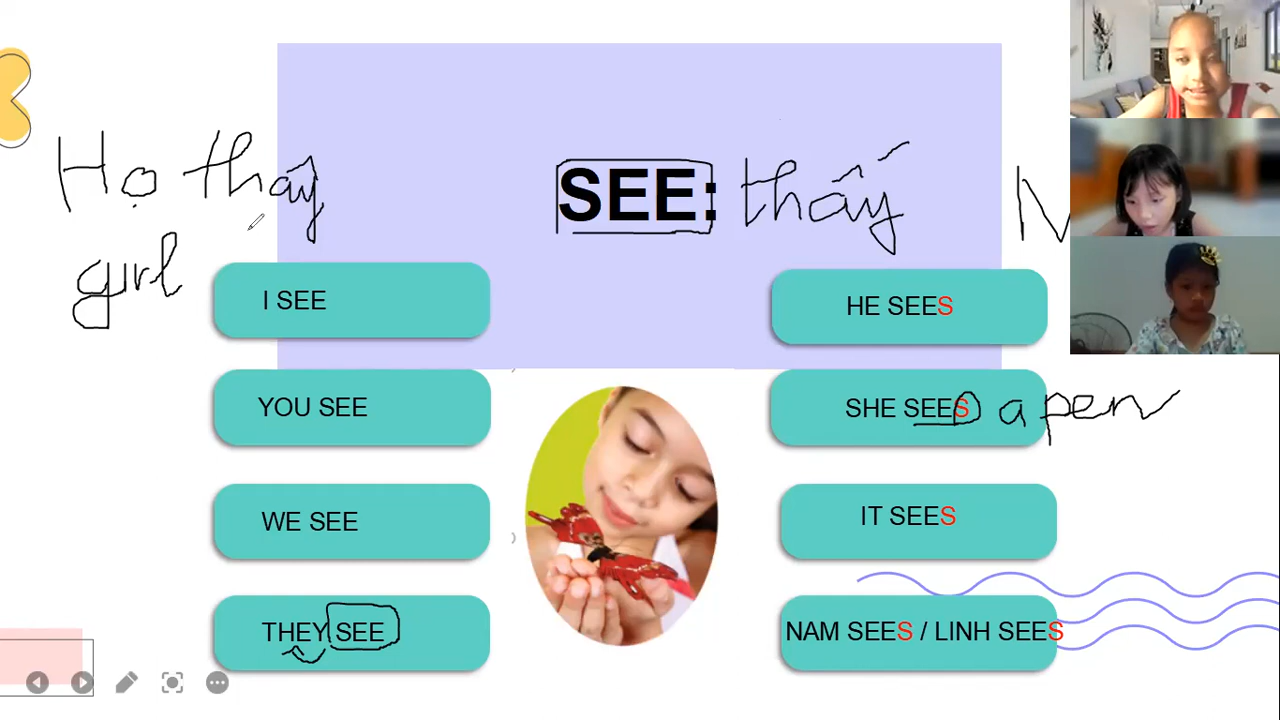 Họ thấy
girl
SEE: thấy
N
I SEE
HE SEES
YOU SEE
SHE SEES a pen
WE SEE
IT SEES
THEY SEE
NAM SEES / LINH SEES